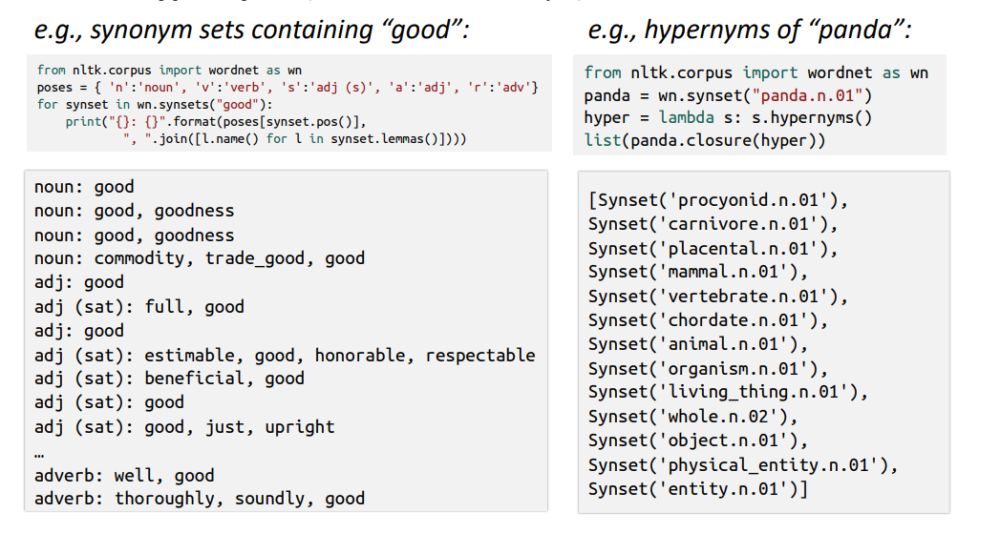 e.g., synonym sets containing “good”:
from nltk.corpus import wordnet as wn
poses = { 'n':'noun', 'v':'verb', 's':'adj (s)', 'a':'adj', 'r':'adv'}
for synset in wn.synsets("good"):
    print("{}: {}".format(poses[synset.pos()],
            ", ".join([l.name() for l in synset.lemmas()])))
noun: good
noun: good, goodness
noun: good, goodness
noun: commodity, trade_good, good
adj: good
adj (sat): full, good
adj: good
adj (sat): estimable, good, honorable, respectable
adj (sat): beneficial, good
adj (sat): good
adj (sat): good, just, upright
…
adverb: well, good
adverb: thoroughly, soundly, good
e.g., hypernyms of “panda”:
from nltk.corpus import wordnet as wn
panda = wn.synset("panda.n.01")
hyper = lambda s: s.hypernyms()
list(panda.closure(hyper))
[Synset('procyonid.n.01'),
Synset('carnivore.n.01'),
Synset('placental.n.01'),
Synset('mammal.n.01'),
Synset('vertebrate.n.01'),
Synset('chordate.n.01'),
Synset('animal.n.01'),
Synset('organism.n.01'),
Synset('living_thing.n.01'),
Synset('whole.n.02'),
Synset('object.n.01'),
Synset('physical_entity.n.01'),
Synset('entity.n.01')]